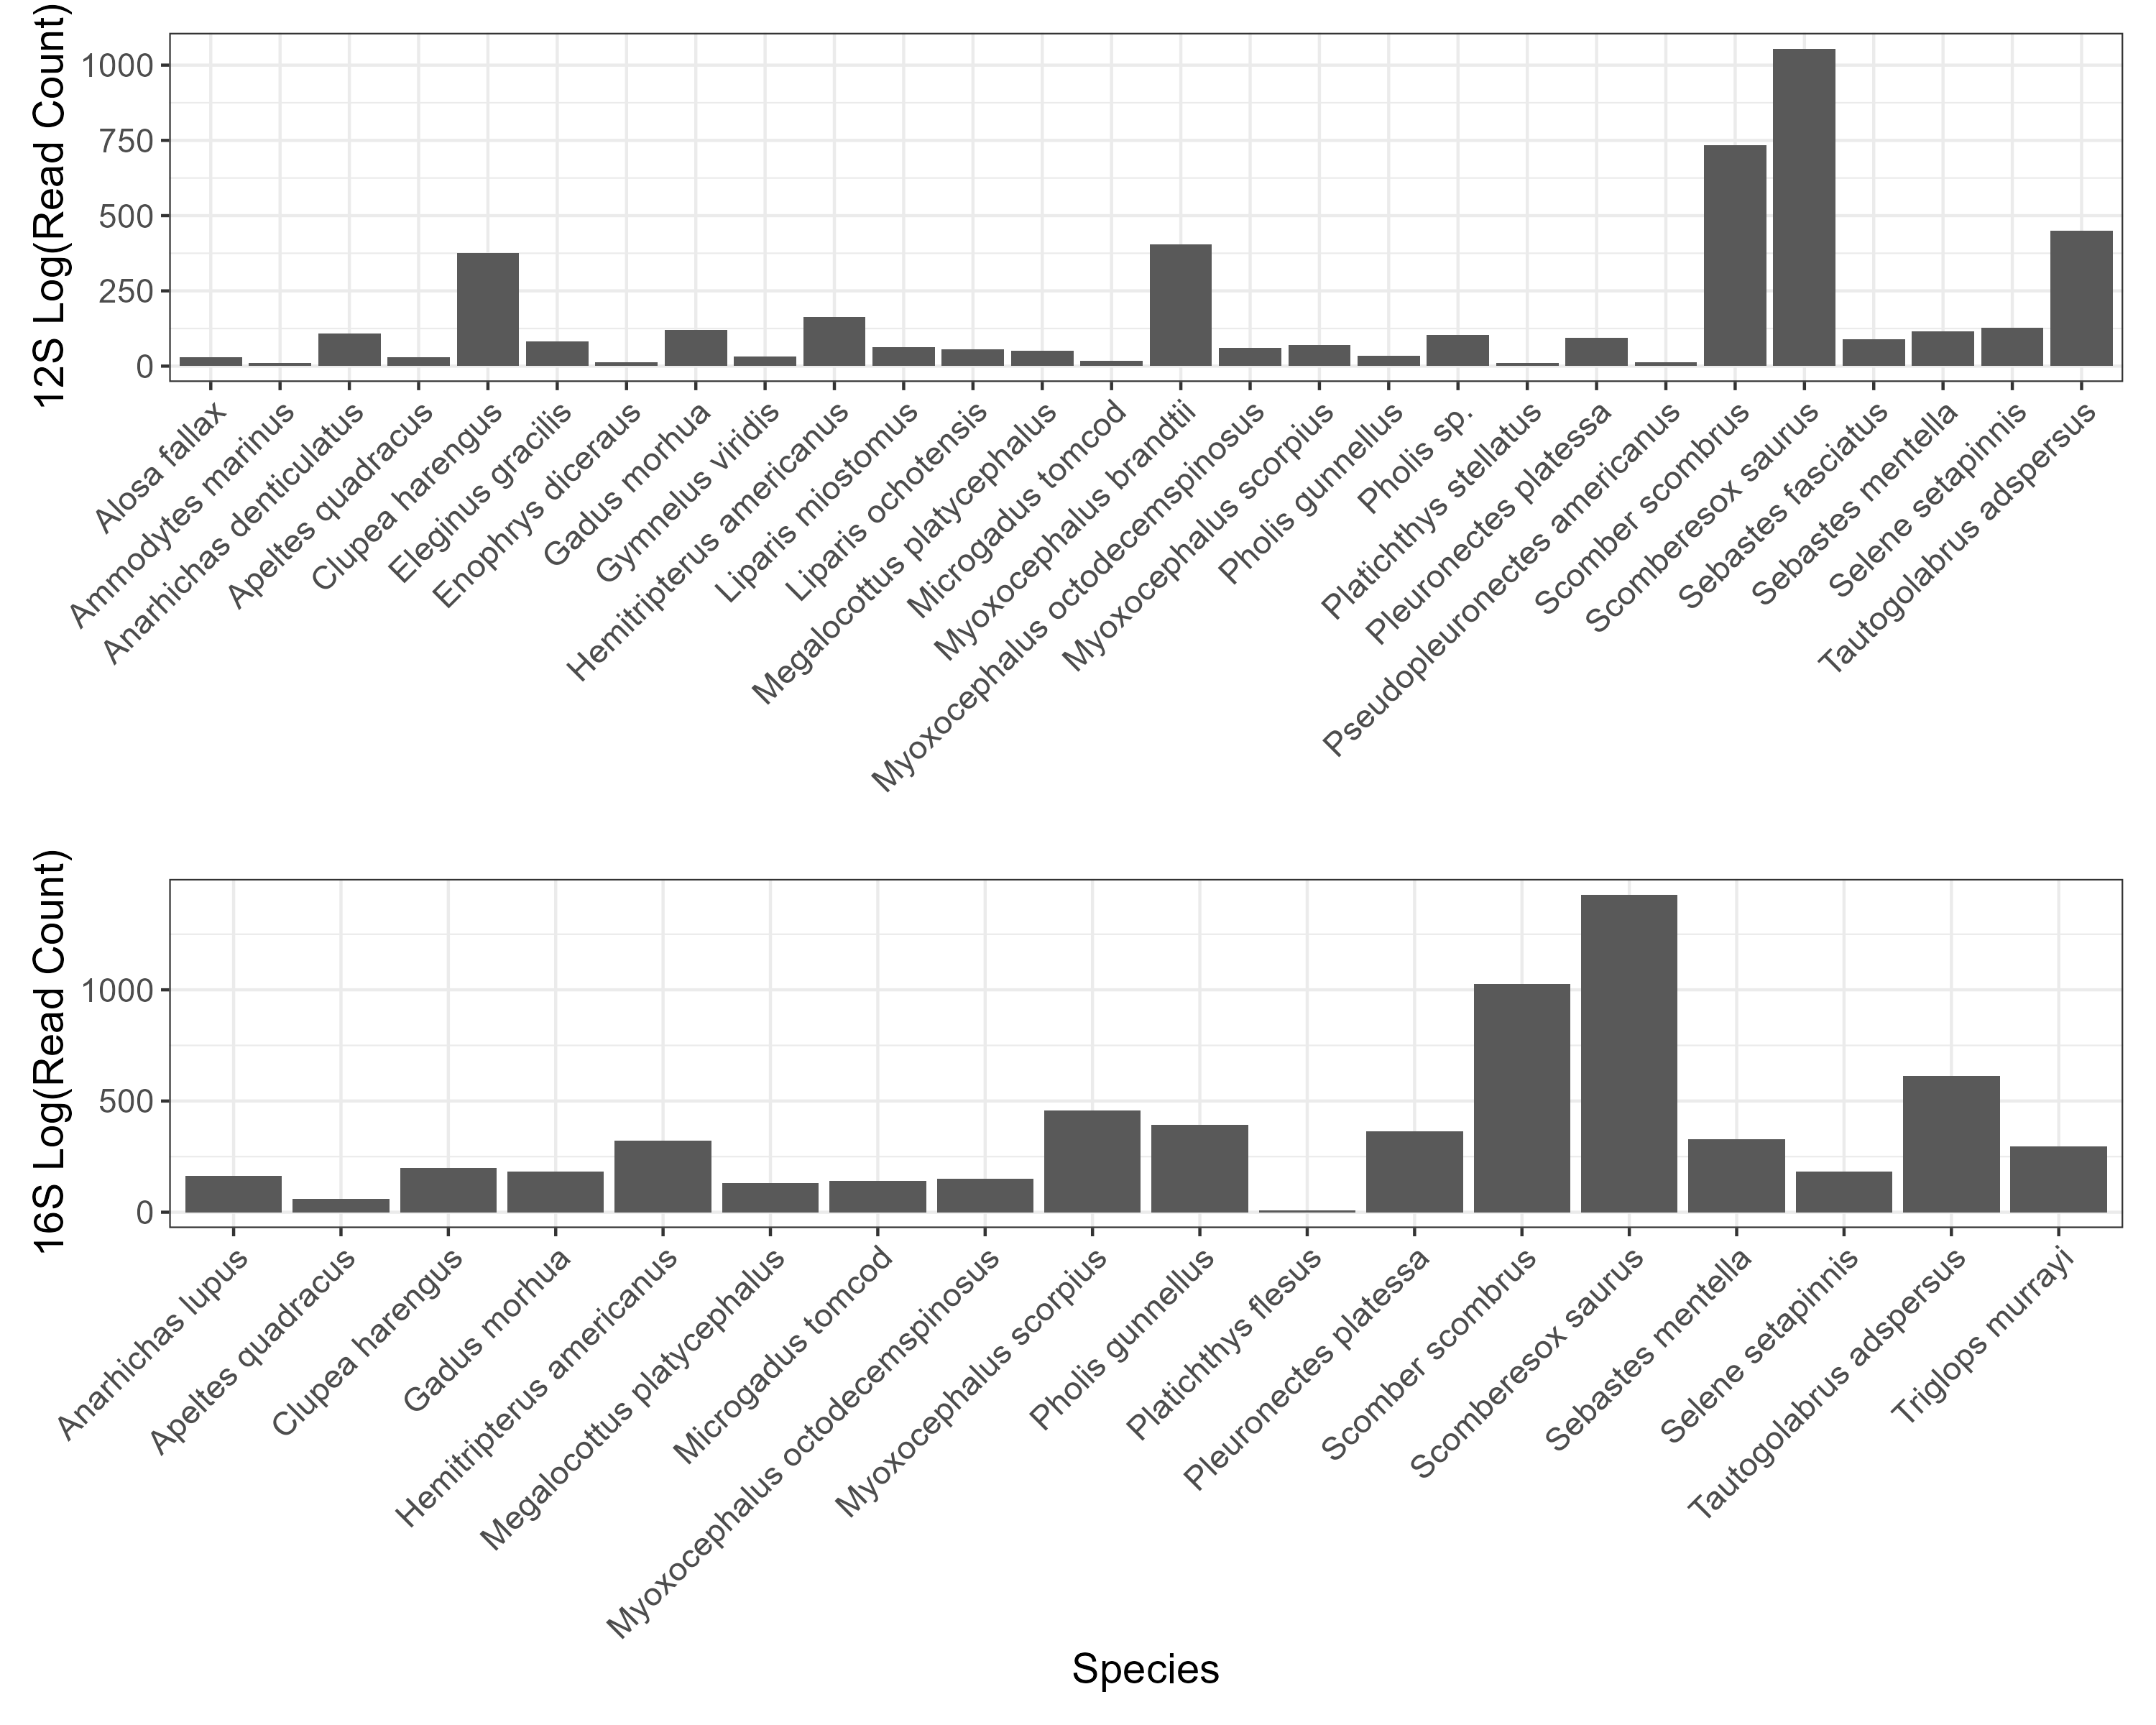 12S Log(Read Count)
1000
750
500
250
0
Alosa fallax
Ammodytes marinus
Anarhichas denticulatus
Apeltes quadracus
Clupea harengus
Eleginus gracilis
Enophrys diceraus
Gadus morhua
Gymnelus viridis
Hemitripterus americanus
Liparis miostomus
Liparis ochotensis
Megalocottus platycephalus
Microgadus tomcod
Myoxocephalus brandtii
Myoxocephalus octodecemspinosus
Myoxocephalus scorpius
Pholis gunnellus
Pholis sp.
Platichthys stellatus
Pleuronectes platessa
Pseudopleuronectes americanus
Scomber scombrus
Scomberesox saurus
Sebastes fasciatus
Sebastes mentella
Selene setapinnis
Tautogolabrus adspersus
16S Log(Read Count)
1000
500
0
Anarhichas lupus
Apeltes quadracus
Clupea harengus
Gadus morhua
Hemitripterus americanus
Megalocottus platycephalus
Microgadus tomcod
Myoxocephalus octodecemspinosus
Myoxocephalus scorpius
Pholis gunnellus
Platichthys flesus
Pleuronectes platessa
Scomber scombrus
Scomberesox saurus
Sebastes mentella
Selene setapinnis
Tautogolabrus adspersus
Triglops murrayi
Species